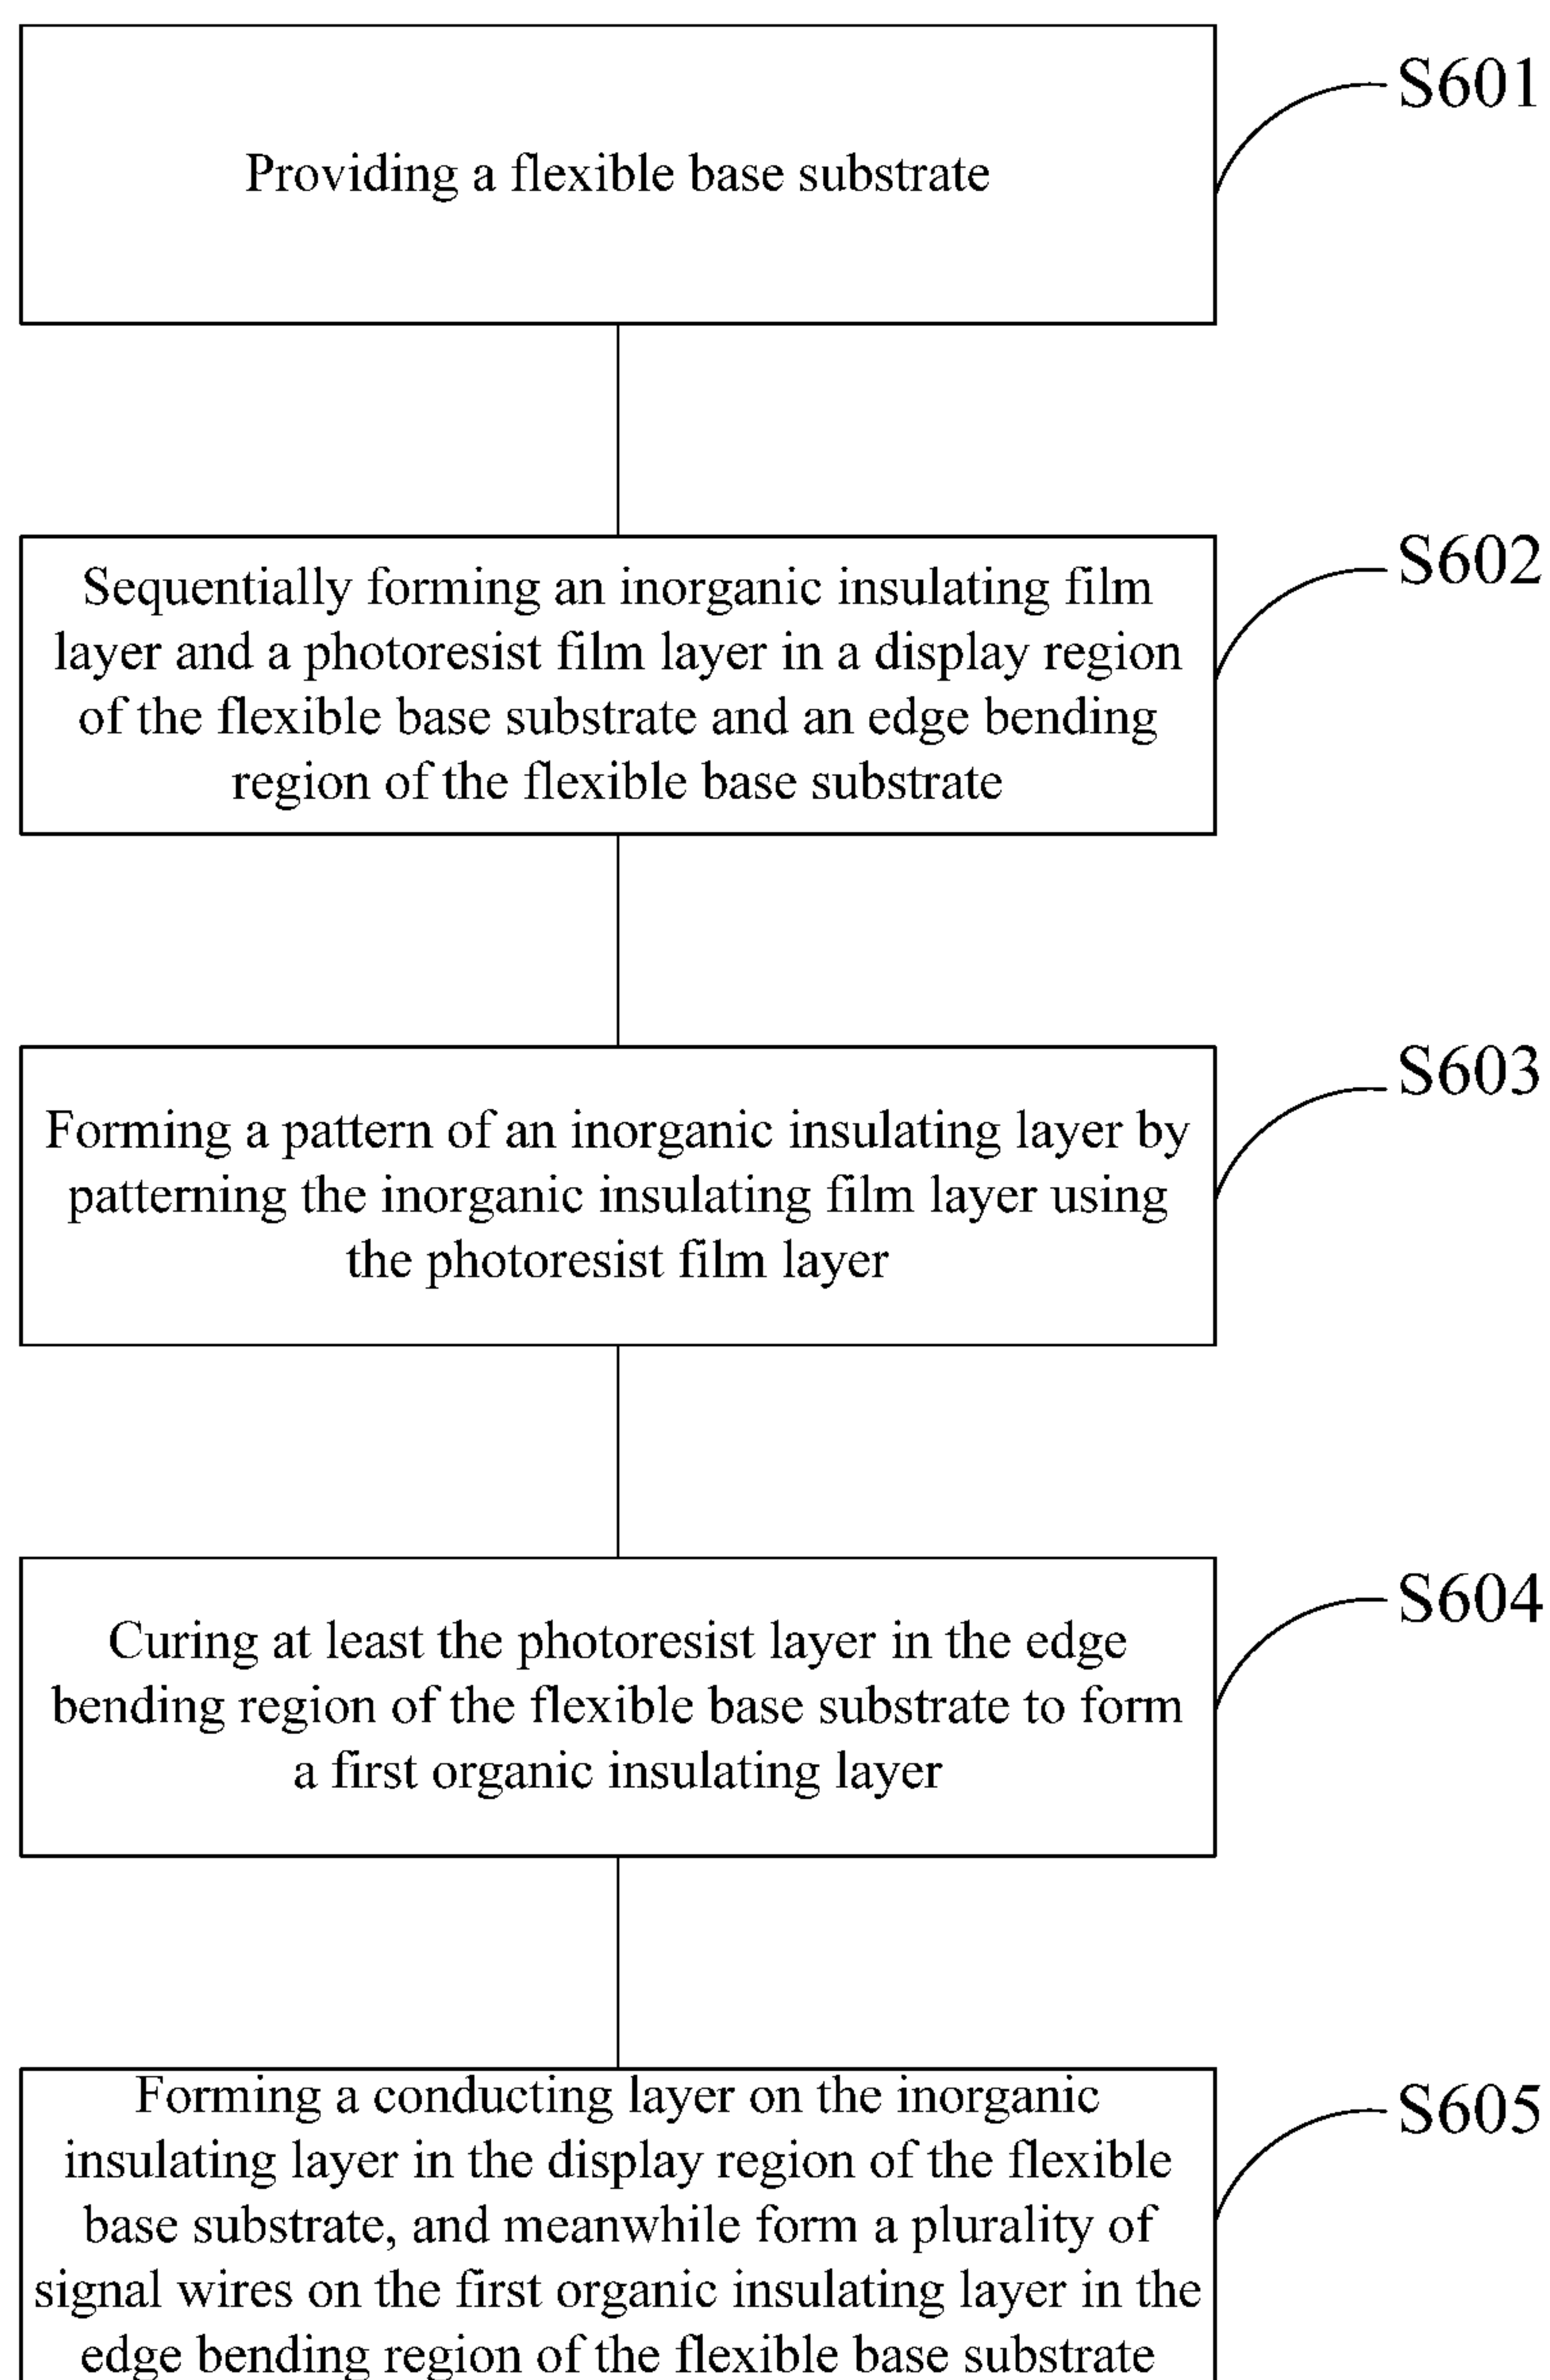 Providing a flexible base substrate
S601
Sequentially forming an inorganic insulating film
layer and a photoresist film layer in a display region
of the flexible base substrate and an edge bending
region of the flexible base substrate
S602
Forming a pattern of an inorganic insulating layer by
patterning the inorganic insulating film layer using
the photoresist film layer
S603
Curing at least the photoresist layer in the edge
bending region of the flexible base substrate to form
a first organic insulating layer
S604
Forming a conducting layer on the inorganic
insulating layer in the display region of the flexible
base substrate, and meanwhile form a plurality of
signal wires on the first organic insulating layer in the
edge bending region of the flexible base substrate
S605